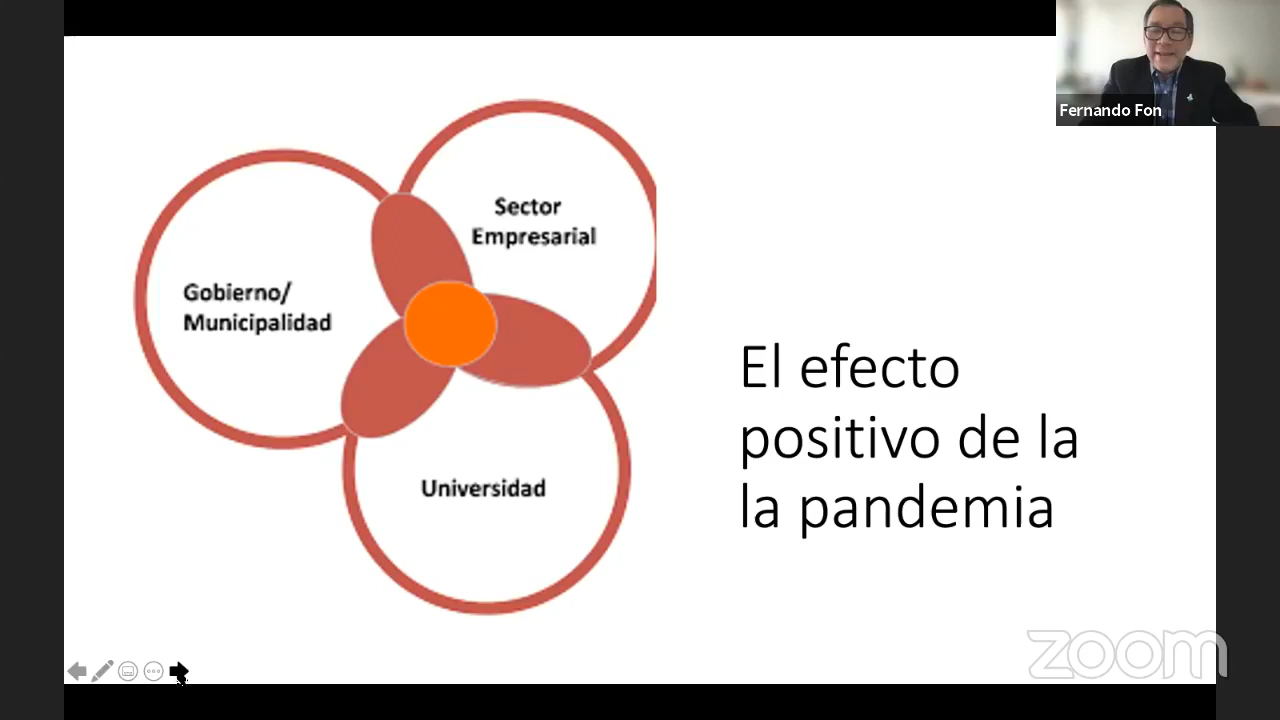 Fernando Fon
Sector
Empresarial
Gobierno/
Municipalidad
El efecto
positivo de la
la pandemia
Universidad
zoom